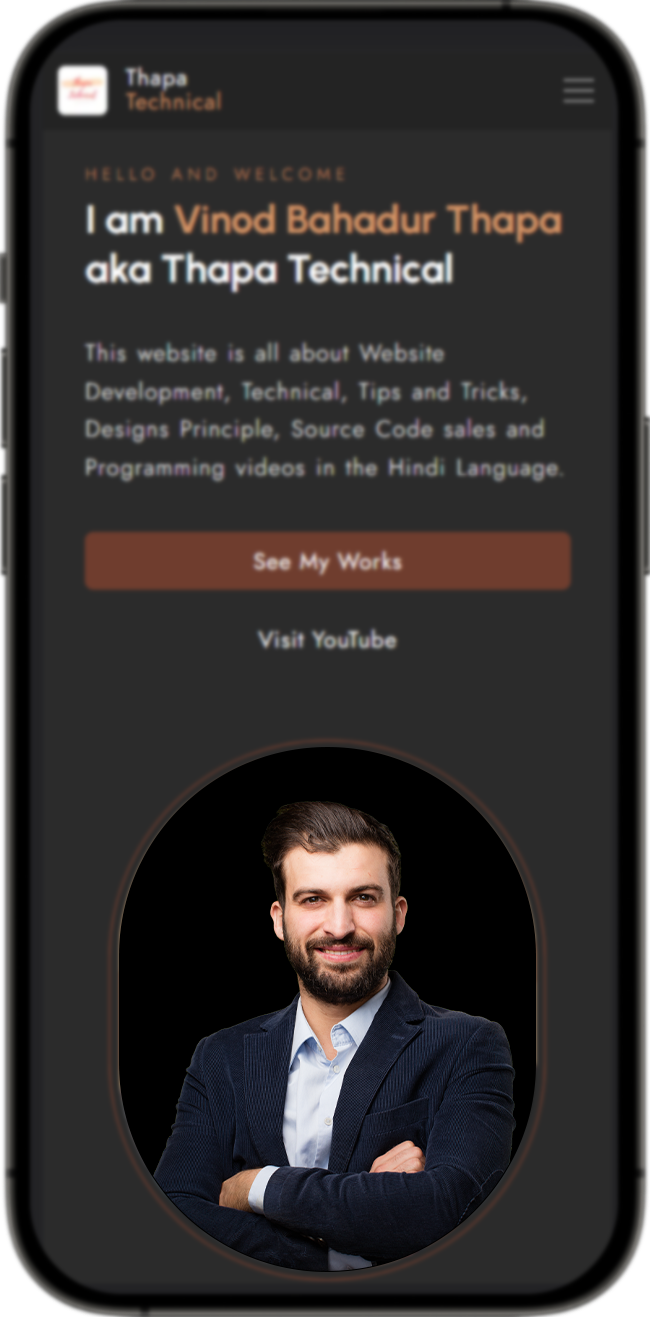 Thapa
Technical
HELLO AND WELCOME
I am Vinod Bahadur Thapa
aka Thapa Technical
This website is all about Website
Development, Technical, Tips and Tricks,
Designs Principle, Source Code sales and
Programming videos in the Hindi Language.
See My Works
Visit YouTube